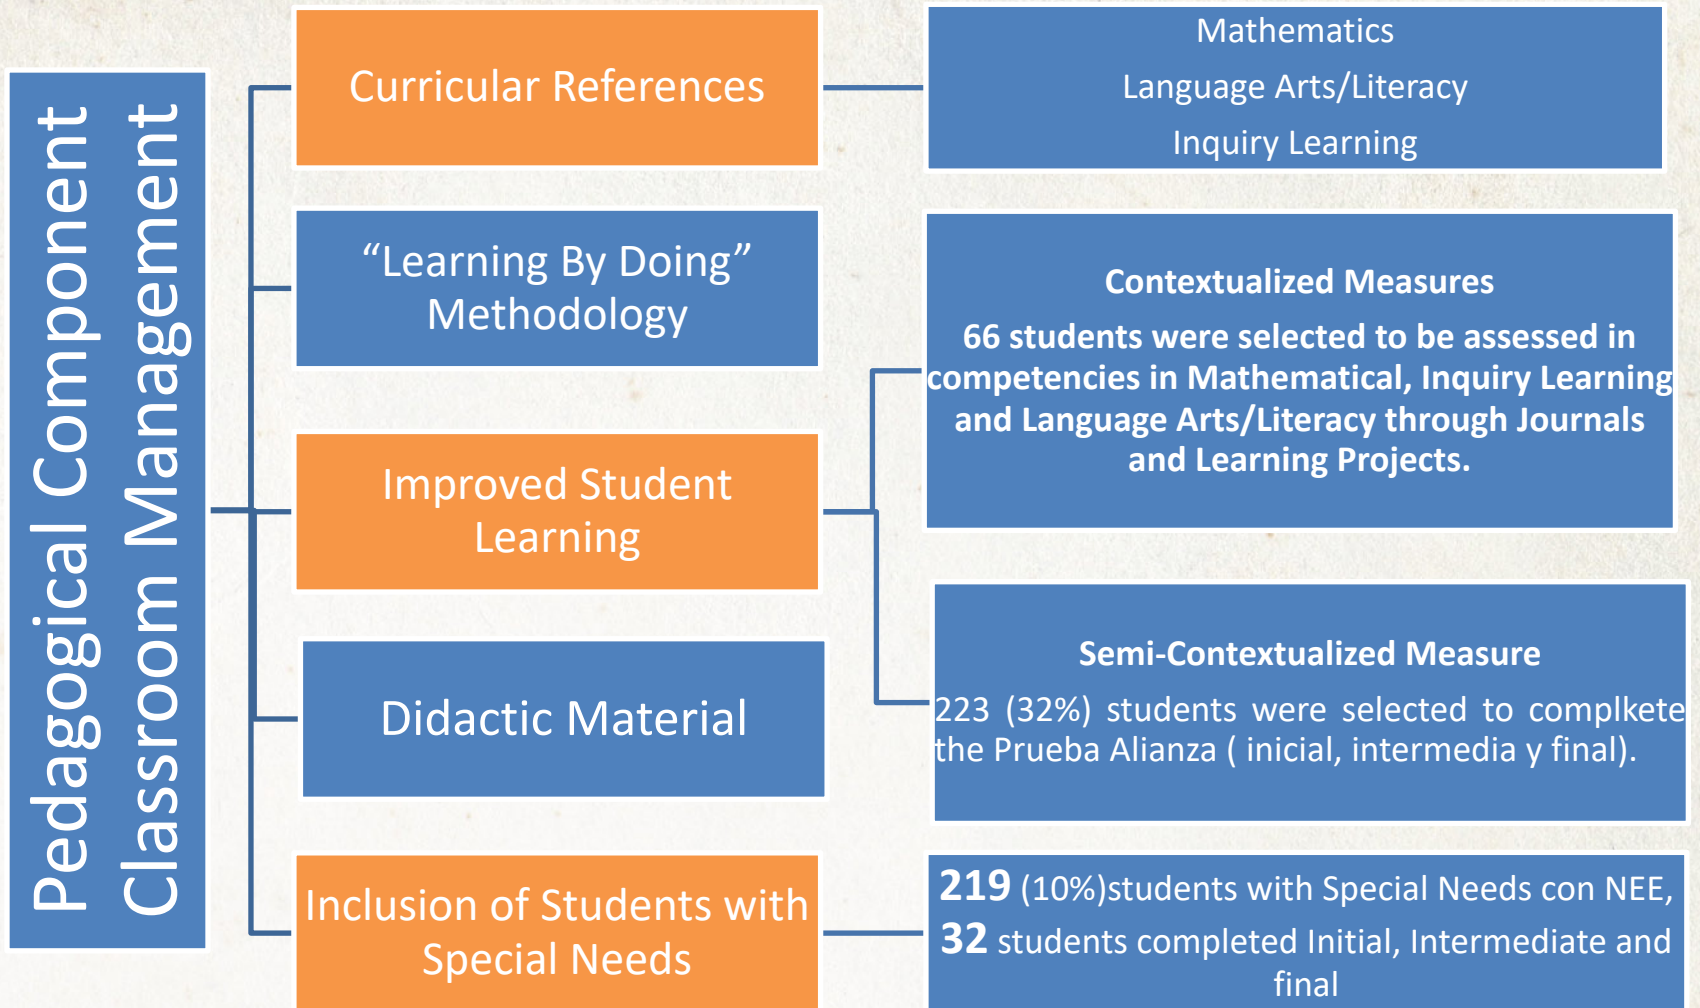 Pedagogical Component
Classroom Management
Curricular References
Mathematics
Language Arts/Literacy
Inquiry Learning
“Learning By Doing”
Methodology
Improved Student
Learning
Contextualized Measures
66 students were selected to be assessed in
competencies in Mathematical, Inquiry Learning
and Language Arts/Literacy through Journals
and Learning Projects.
Semi-Contextualized Measure
223 (32%) students were selected to complkete
the Prueba Alianza ( inicial, intermedia y final).
Didactic Material
Inclusion of Students with
Special Needs
219 (10%)students with Special Needs con NEE,
32 students completed Initial, Intermediate and
final